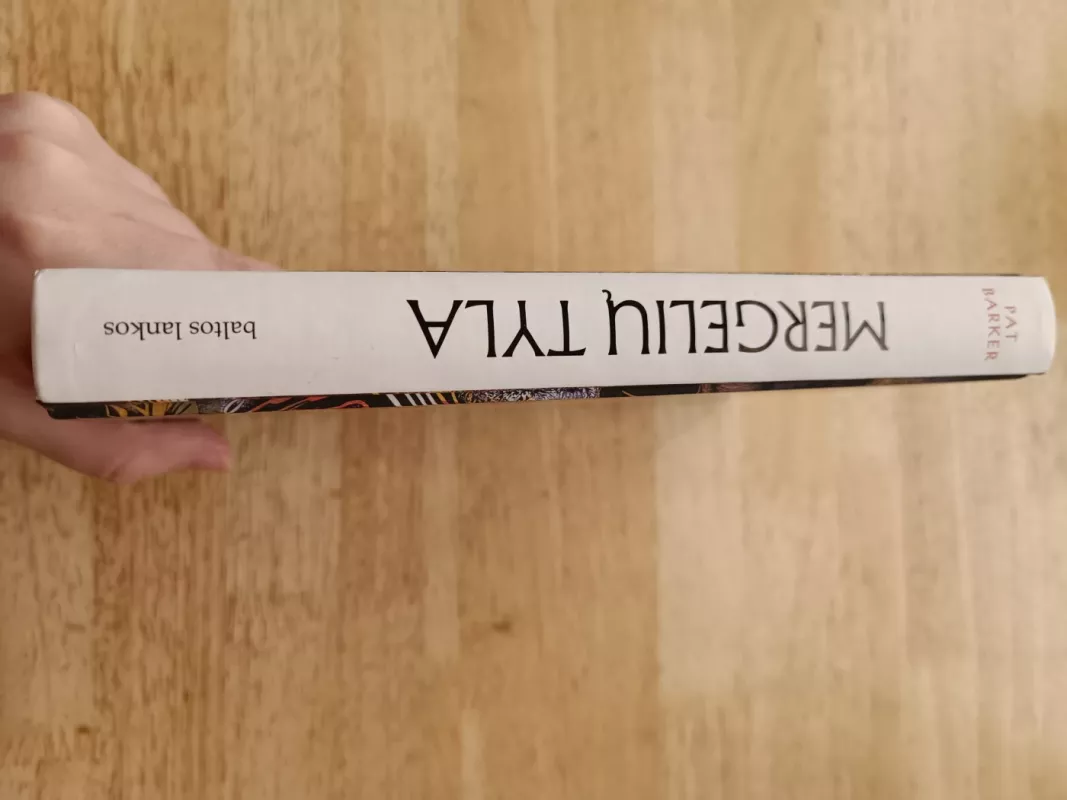 PAT
BARKER
MERGELIŲ TYLA
baltos lankos